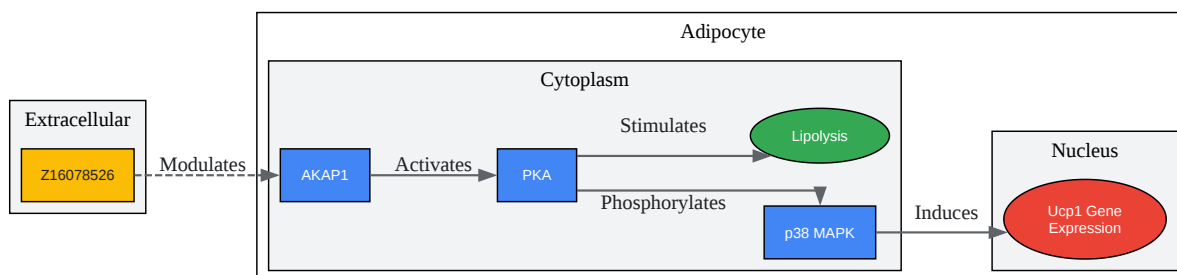 Adipocyte
Cytoplasm
Extracellular
Z16078526
Modulates
AKAP1
Activates
PKA
Stimulates
Lipolysis
Phosphorylates
p38 MAPK
Induces
Nucleus
Ucp1 Gene
Expression